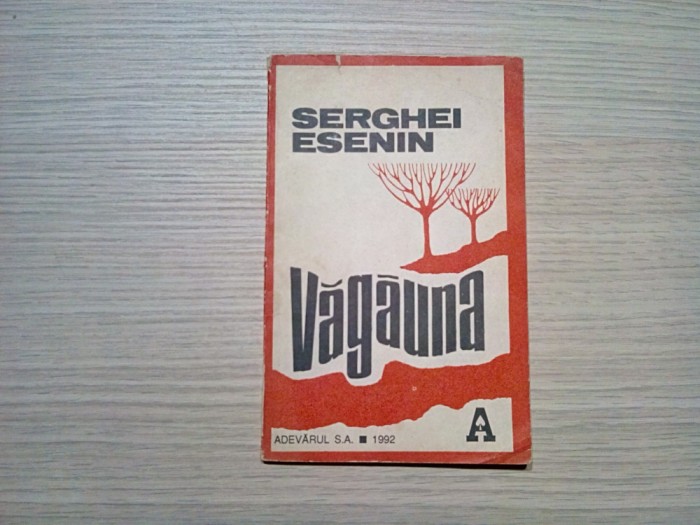 SERGHEI
ESENIN
Văgăuna
A
ADEVĂRUL S.A. ■ 1992